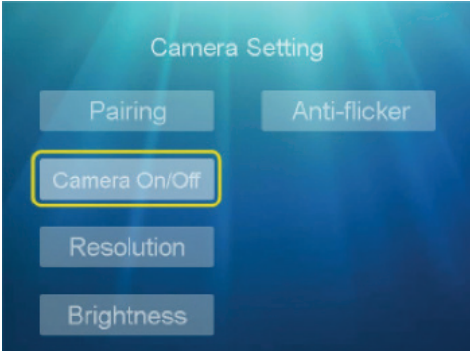 Camera Setting
Pairing
Anti-flicker
Camera On/Off
Resolution
Brightness